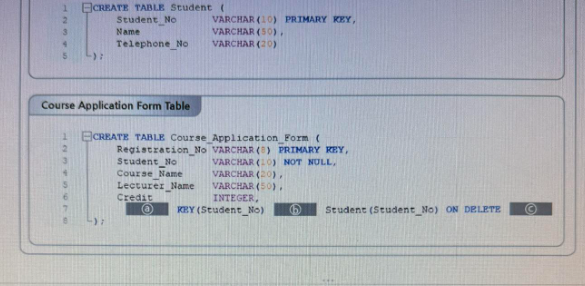 1 CREATE TABLE Student (
2 Student_No VARCHAR(10) PRIMARY KEY,
3 Name VARCHAR(50),
4 Telephone_No VARCHAR(20)
5 );
Course Application Form Table
1 CREATE TABLE Course_Application_Form (
2 Registration_No VARCHAR(8) PRIMARY KEY,
3 Student_No VARCHAR(10) NOT NULL,
4 Course_Name VARCHAR(20),
5 Lecturer_Name VARCHAR(50),
6 Credit INTEGER,
7 ⓐ KEY(Student_No) ⓑ Student(Student_No) ON DELETE ⓒ
8 );